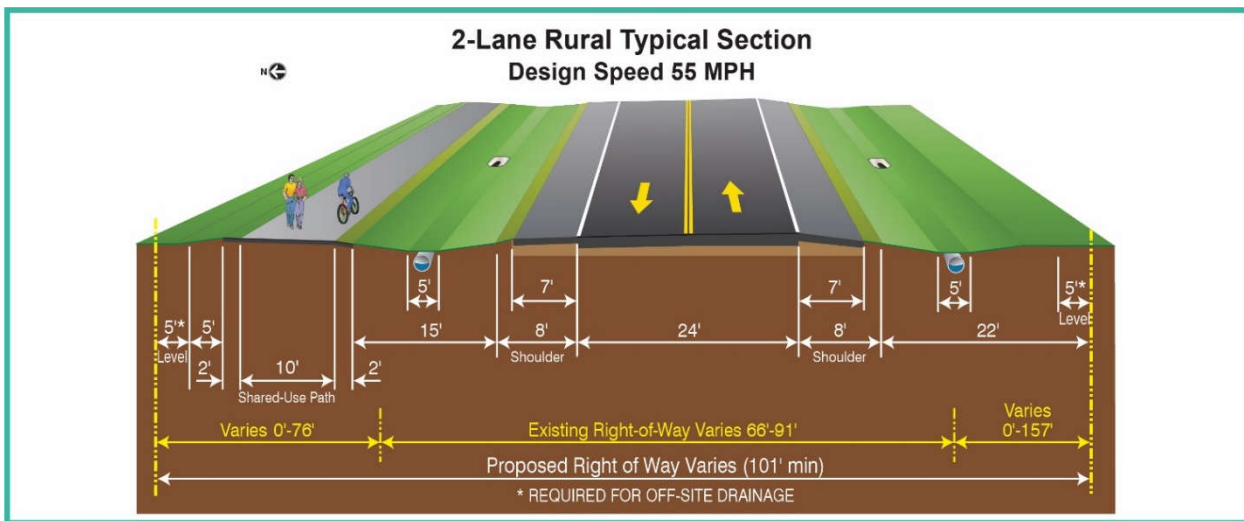 2-Lane Rural Typical Section
Design Speed 55 MPH
N
5' 7' 7' 5' 5'*
Level
5'* 5' 15' 8' 24' 8' 22'
Level Shoulder Shoulder
2' 10' 2'
Shared-Use Path
Varies 0'-76' Existing Right-of-Way Varies 66'-91' Varies
0'-157'
Proposed Right of Way Varies (101' min)
* REQUIRED FOR OFF-SITE DRAINAGE